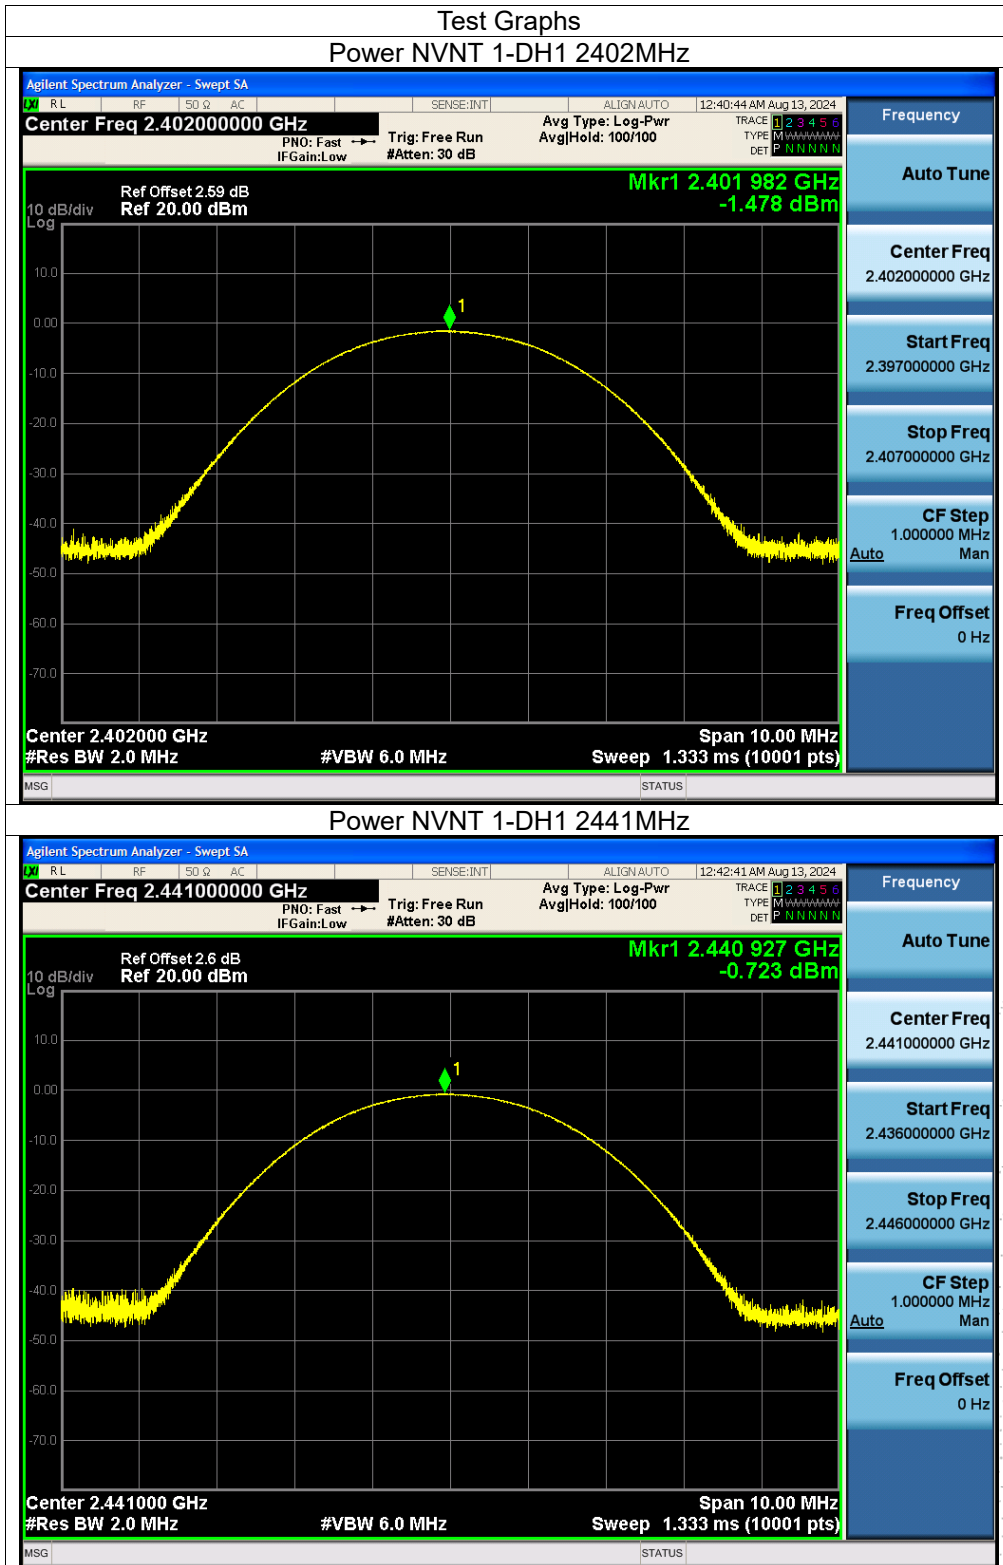 Test Graphs
Power NVNT 1-DH1 2402MHz
Agilent Spectrum Analyzer - Swept SA
LXI RL RF 50 Ω AC SENSE:INT ALIGN AUTO 12:40:44 AM Aug 13, 2024
Center Freq 2.402000000 GHz
PNO: Fast
IFGain:Low
Trig: Free Run
#Atten: 30 dB
Avg Type: Log-Pwr
Avg|Hold: 100/100
TRACE 1 2 3 4 5 6
TYPE M W W W W W
DET P N N N N N
Ref Offset 2.59 dB
10 dB/div Ref 20.00 dBm
Log
Mkr1 2.401 982 GHz
-1.478 dBm
10.0
0.00
-10.0
-20.0
-30.0
-40.0
-50.0
-60.0
-70.0
1
Center 2.402000 GHz Span 10.00 MHz
#Res BW 2.0 MHz #VBW 6.0 MHz Sweep 1.333 ms (10001 pts)
MSG STATUS
Frequency
Auto Tune
Center Freq
2.402000000 GHz
Start Freq
2.397000000 GHz
Stop Freq
2.407000000 GHz
CF Step
1.000000 MHz
Auto Man
Freq Offset
0 Hz
Power NVNT 1-DH1 2441MHz
Agilent Spectrum Analyzer - Swept SA
LXI RL RF 50 Ω AC SENSE:INT ALIGN AUTO 12:42:41 AM Aug 13, 2024
Center Freq 2.441000000 GHz
PNO: Fast
IFGain:Low
Trig: Free Run
#Atten: 30 dB
Avg Type: Log-Pwr
Avg|Hold: 100/100
TRACE 1 2 3 4 5 6
TYPE M W W W W W
DET P N N N N N
Ref Offset 2.6 dB
10 dB/div Ref 20.00 dBm
Log
Mkr1 2.440 927 GHz
-0.723 dBm
10.0
0.00
-10.0
-20.0
-30.0
-40.0
-50.0
-60.0
-70.0
1
Center 2.441000 GHz Span 10.00 MHz
#Res BW 2.0 MHz #VBW 6.0 MHz Sweep 1.333 ms (10001 pts)
MSG STATUS
Frequency
Auto Tune
Center Freq
2.441000000 GHz
Start Freq
2.436000000 GHz
Stop Freq
2.446000000 GHz
CF Step
1.000000 MHz
Auto Man
Freq Offset
0 Hz